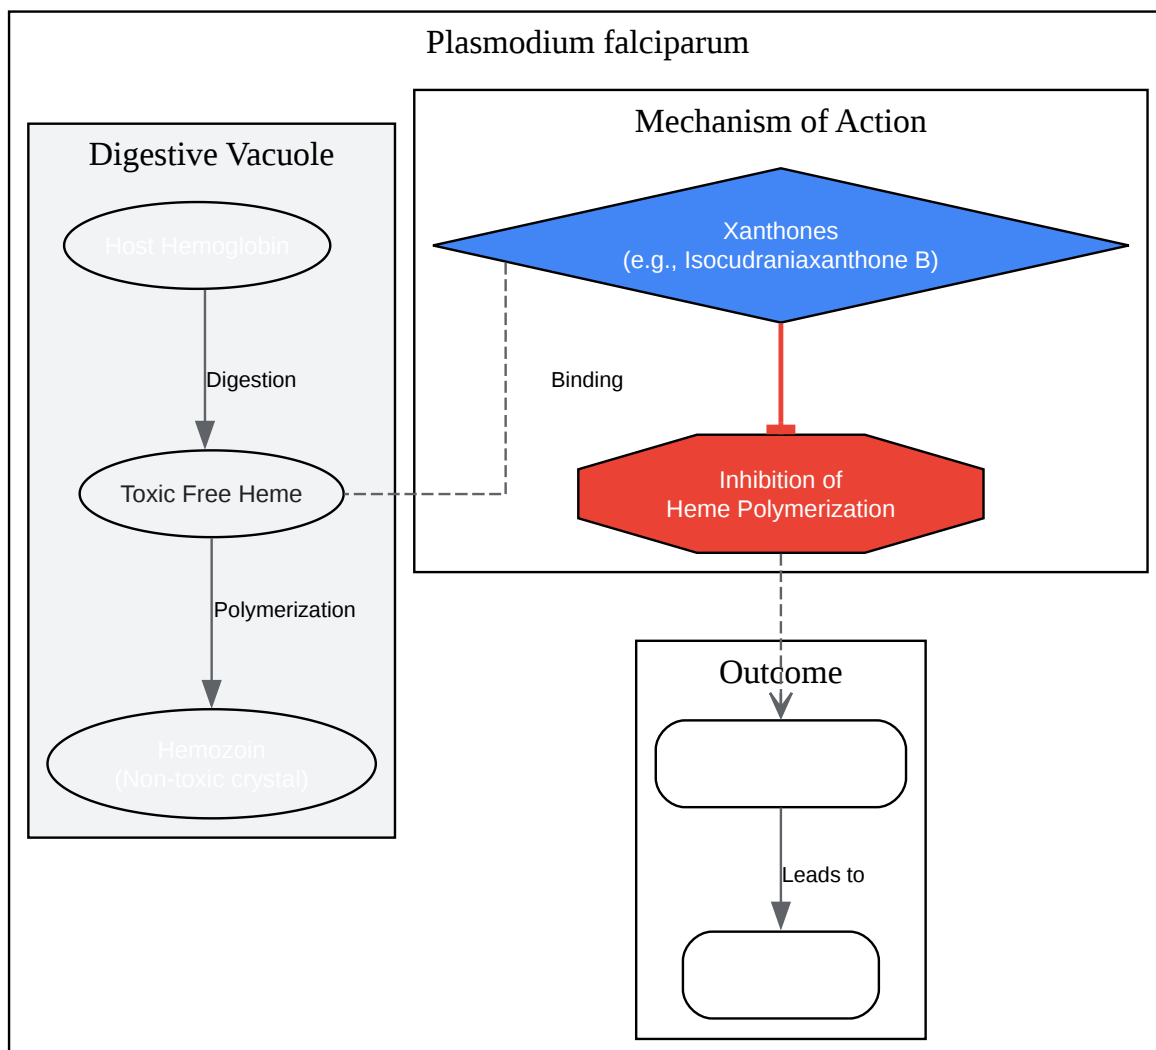 Plasmodium falciparum
Digestive Vacuole
Host Hemoglobin
Digestion
Toxic Free Heme
Polymerization
Hemozoin
(Non-toxic crystal)
Mechanism of Action
Xanthones
(e.g., Isocudraniaxanthone B)
Binding
Inhibition of
Heme Polymerization
Outcome
Leads to